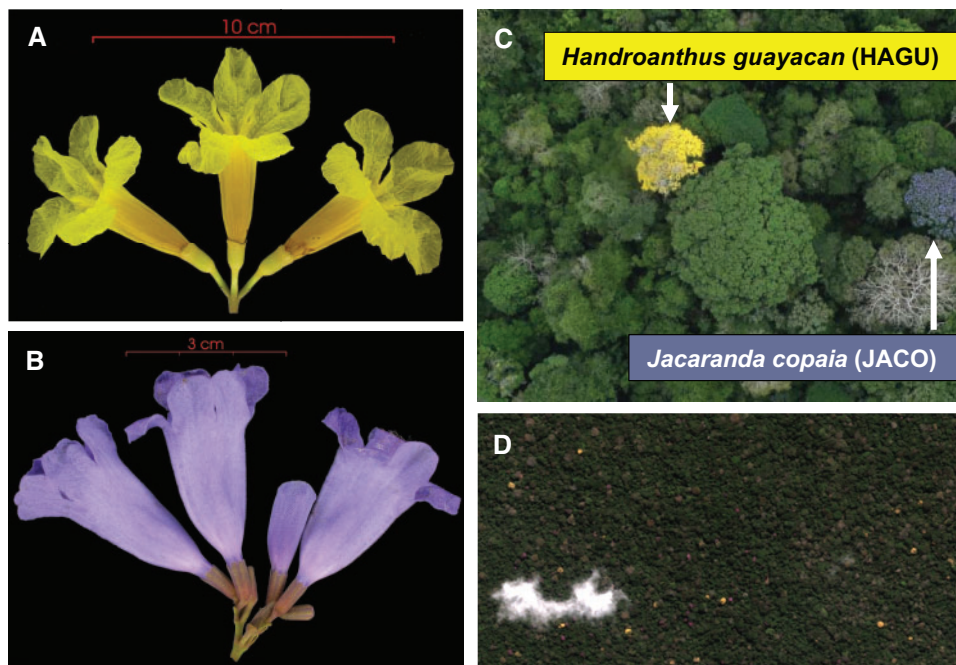 A
10 cm
B
3 cm
C
Handroanthus guayacan (HAGU)
Jacaranda copaia (JACO)
D